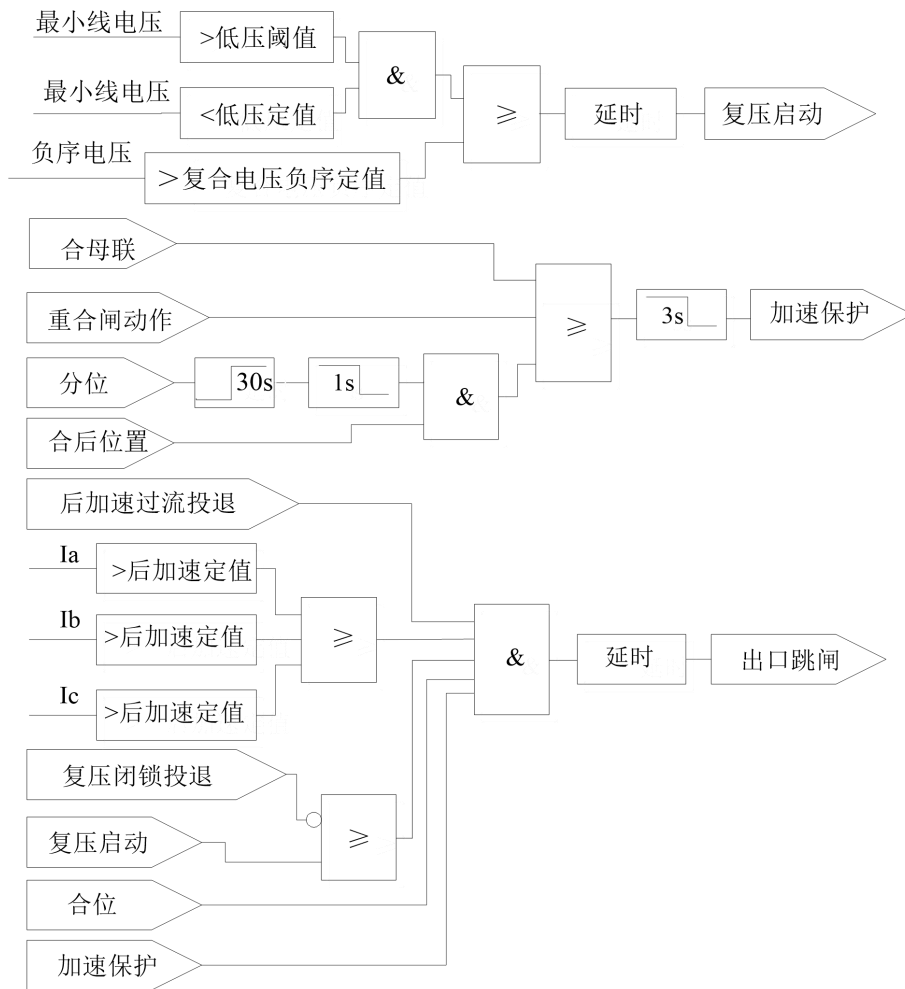 最小线电压
>低压阈值
&
最小线电压
<低压定值
≥
延时
复压启动
负序电压
>复合电压负序定值
合母联
重合闸动作
≥
3s
加速保护
分位
30s
1s
&
合后位置
后加速过流投退
Ia
>后加速定值
Ib
>后加速定值
≥
&
延时
出口跳闸
Ic
>后加速定值
复压闭锁投退
复压启动
≥
合位
加速保护